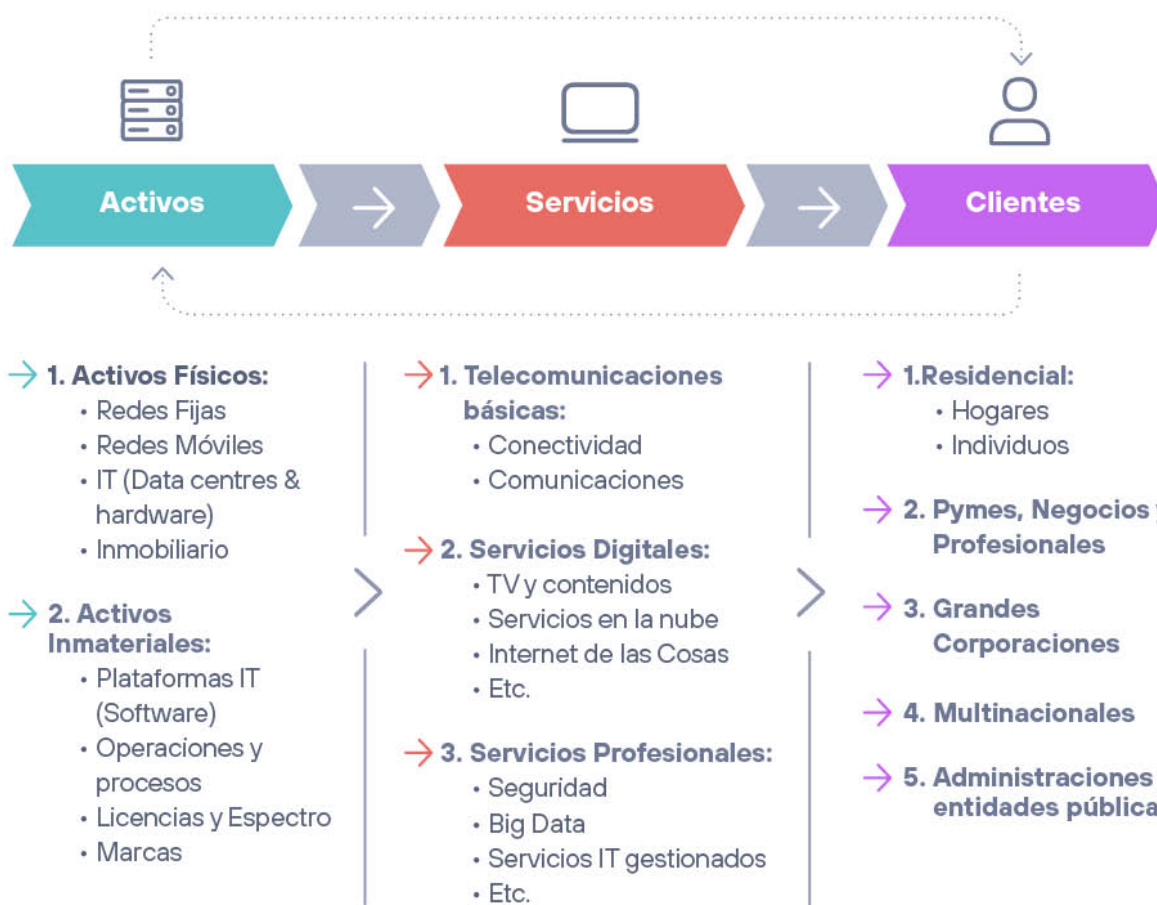 Activos
Servicios
Clientes
1. Activos Físicos:
• Redes Fijas
• Redes Móviles
• IT (Data centres &
hardware)
• Inmobiliario
2. Activos
Inmateriales:
• Plataformas IT
(Software)
• Operaciones y
procesos
• Licencias y Espectro
• Marcas
1. Telecomunicaciones
básicas:
• Conectividad
• Comunicaciones
2. Servicios Digitales:
• TV y contenidos
• Servicios en la nube
• Internet de las Cosas
• Etc.
3. Servicios Profesionales:
• Seguridad
• Big Data
• Servicios IT gestionados
• Etc.
1.Residencial:
• Hogares
• Individuos
2. Pymes, Negocios y
Profesionales
3. Grandes
Corporaciones
4. Multinacionales
5. Administraciones
entidades pública